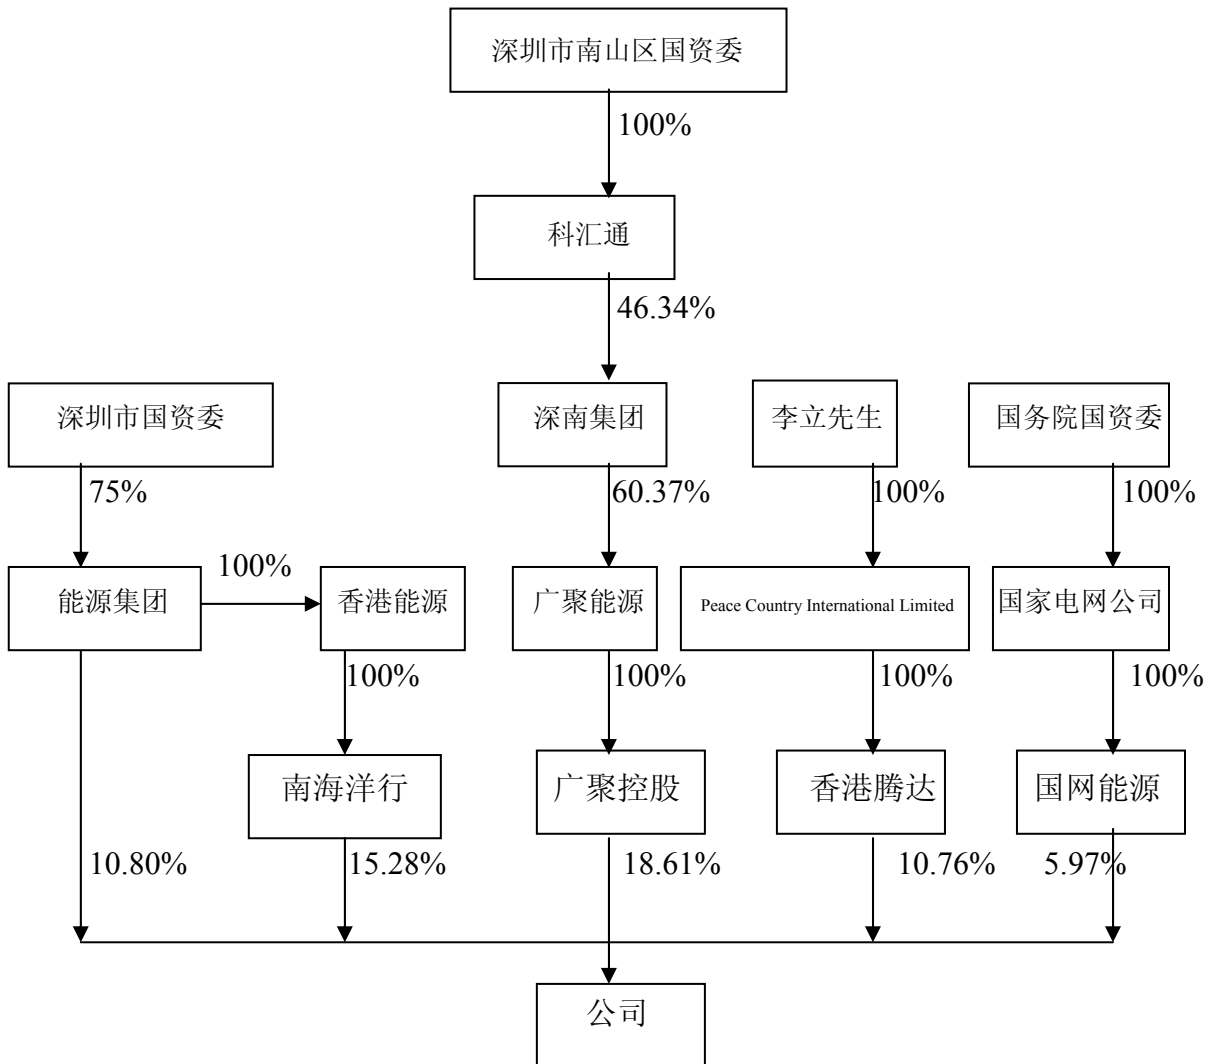 深圳市南山区国资委
100%
科汇通
46.34%
深圳市国资委
深南集团
李立先生
国务院国资委
75%
60.37%
100%
100%
能源集团
100%
香港能源
广聚能源
Peace Country International Limited
国家电网公司
100%
100%
100%
100%
南海洋行
广聚控股
香港腾达
国网能源
10.80%
15.28%
18.61%
10.76%
5.97%
公司